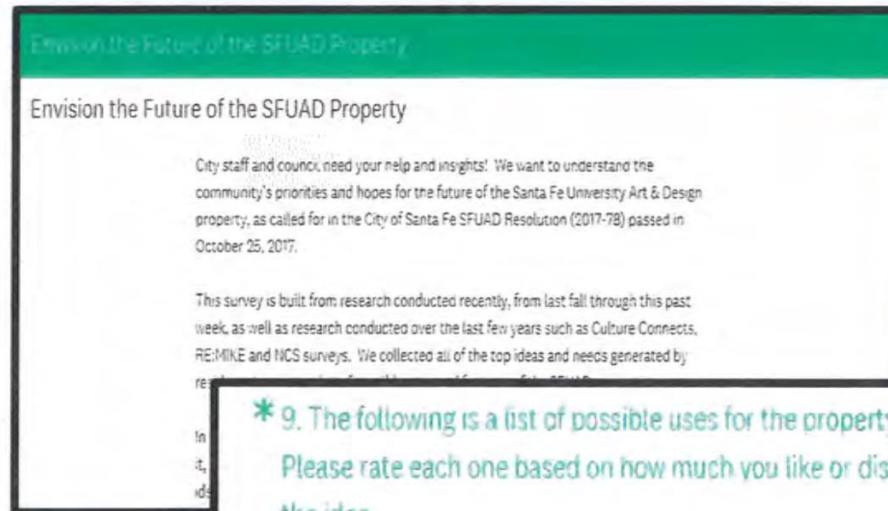 Envision the Future of the SFUAD Property
Envision the Future of the SFUAD Property
City staff and council need your help and insights! We want to understand the
community's priorities and hopes for the future of the Santa Fe University Art & Design
property, as called for in the City of Santa Fe SFUAD Resolution (2017-78) passed in
October 25, 2017.
This survey is built from research conducted recently, from last fall through this past
week, as well as research conducted over the last few years such as Culture Connects,
RE:MIKE and NCS surveys. We collected all of the top ideas and needs generated by
In
* 9. The following is a list of possible uses for the property
Please rate each one based on how much you like or dis
the idea